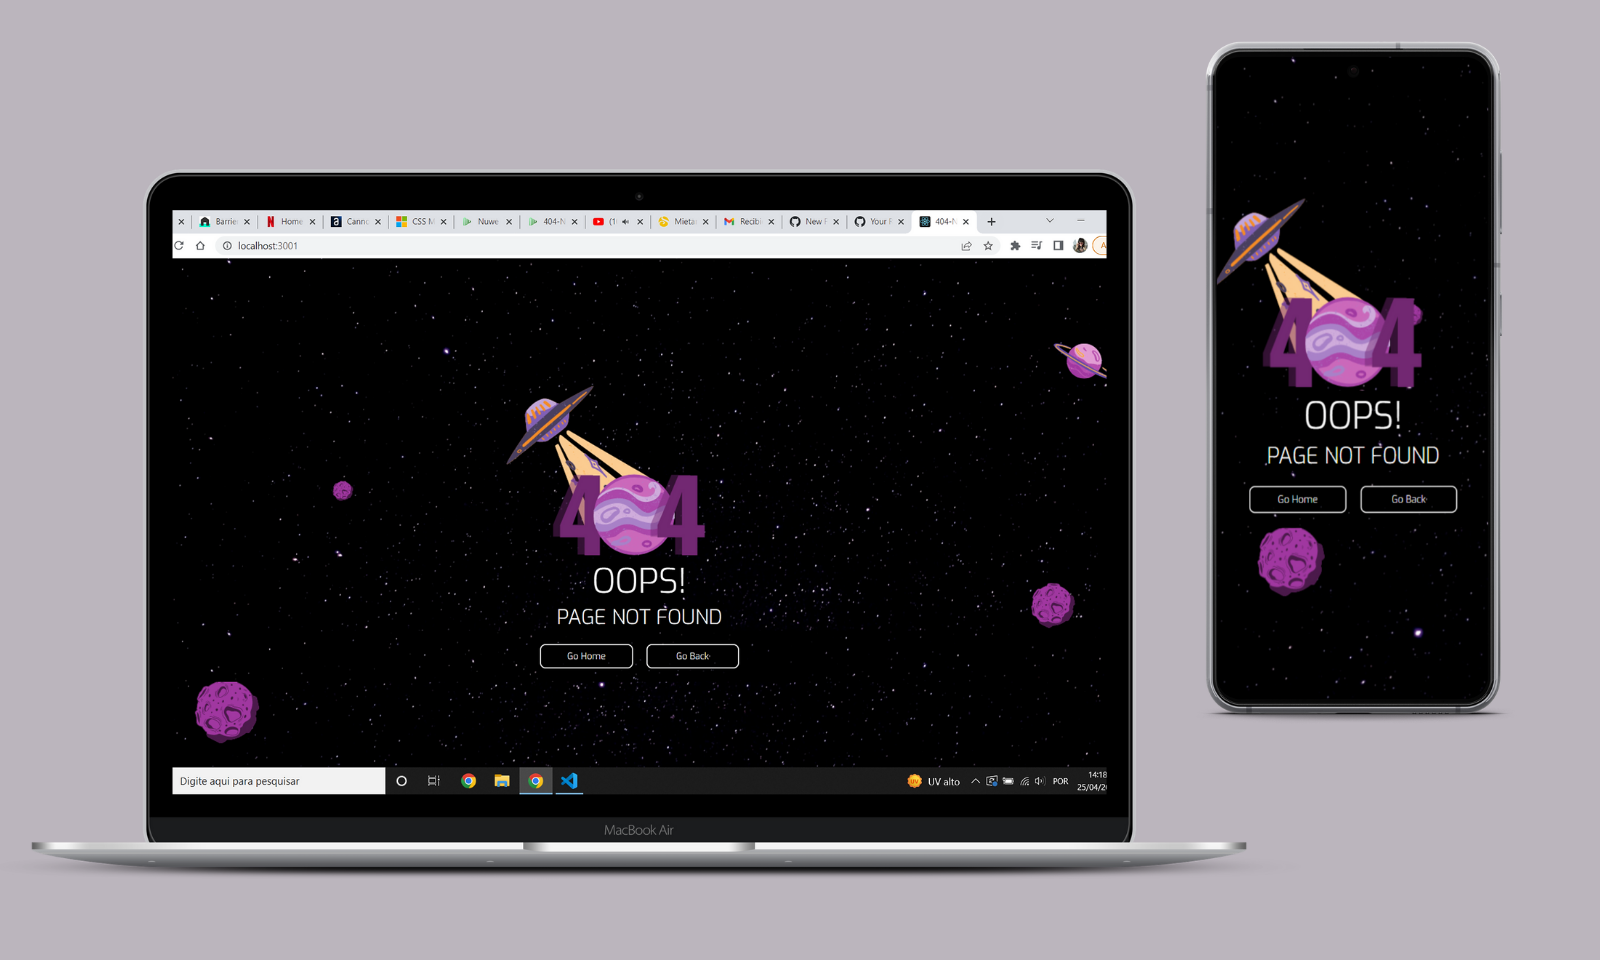 Barrie
Home
Canno
CSS M
Nuwe
404-N
Mieta
Recibi
New F
Your F
404-N
localhost:3001
404
OOPS!
PAGE NOT FOUND
Go Home
Go Back
Digite aqui para pesquisar
UV alto
POR
14:18
25/04/2
MacBook Air
404
OOPS!
PAGE NOT FOUND
Go Home
Go Back